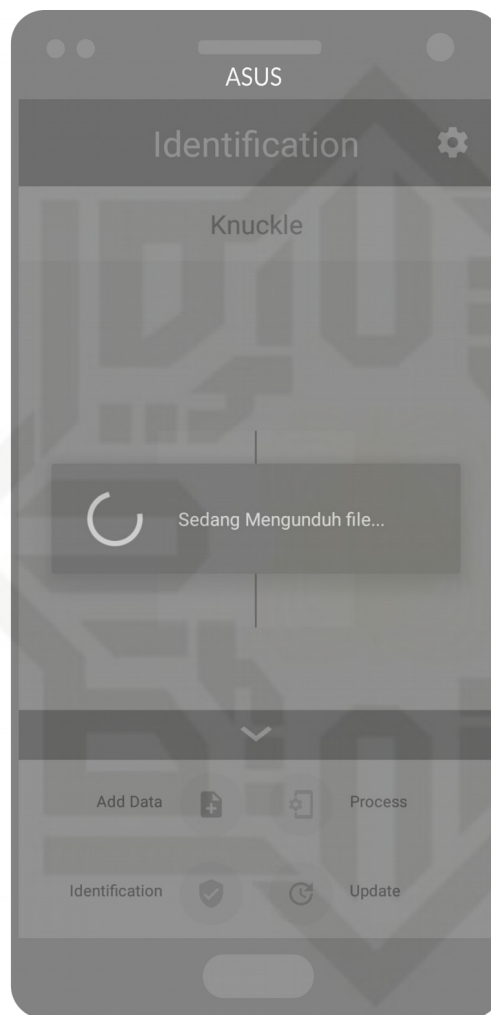 ASUS
Identification
Knuckle
Sedang Mengunduh file...
Add Data
Process
Identification
Update